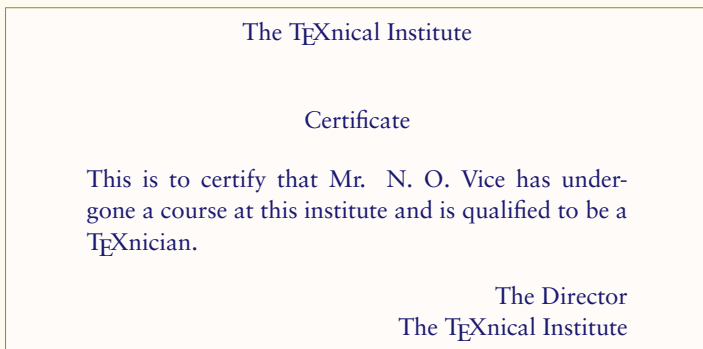 The TEXnical Institute
Certificate
This is to certify that Mr. N. O. Vice has under-
gone a course at this institute and is qualified to be a
TEXnician.
The Director
The TEXnical Institute